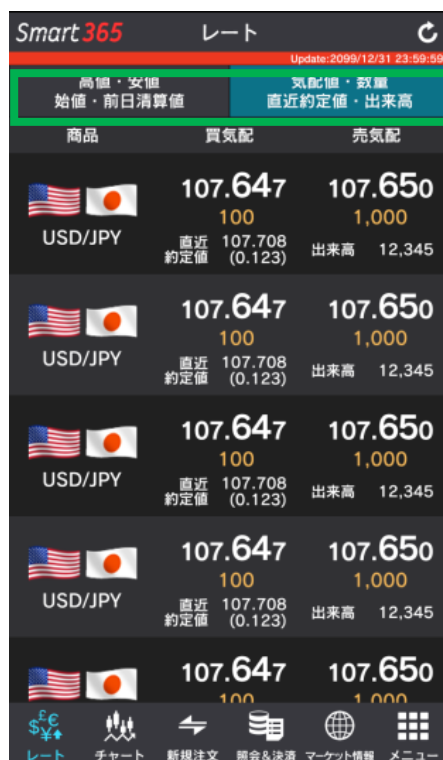 Smart 365 レート
Update:2099/12/31 23:59:59
高値・安値
始値・前日清算値
気配値・数量
直近約定値・出来高
商品 買気配 売気配
107.647 107.650
100 1,000
USD/JPY
直近 107.708
約定値 (0.123)
出来高 12,345
107.647 107.650
100 1,000
USD/JPY
直近 107.708
約定値 (0.123)
出来高 12,345
107.647 107.650
100 1,000
USD/JPY
直近 107.708
約定値 (0.123)
出来高 12,345
107.647 107.650
100 1,000
USD/JPY
直近 107.708
約定値 (0.123)
出来高 12,345
107.647 107.650
100 1,000
レート チャート 新規注文 照会&決済 マーケット情報 メニュー